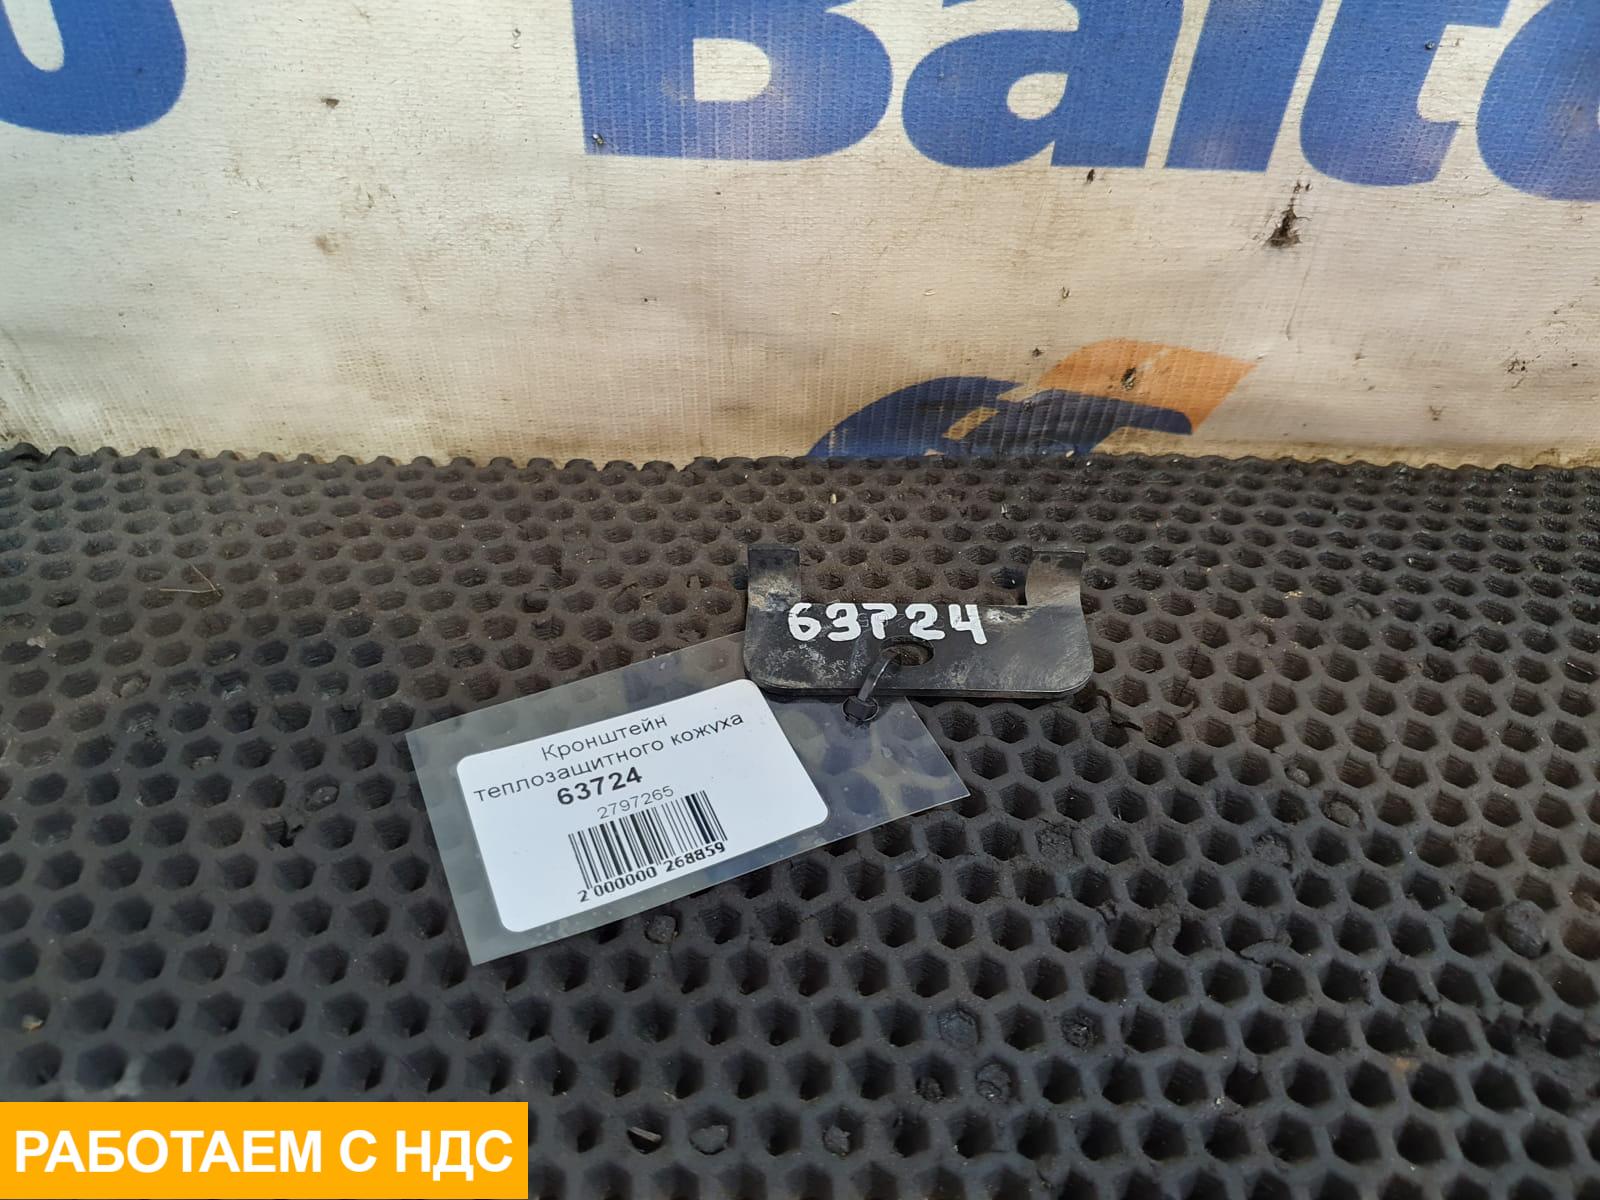 Balt
63724
Кронштейн
теплозащитного кожуха
63724
2797265
2 000000 268859
РАБОТАЕМ С НДС